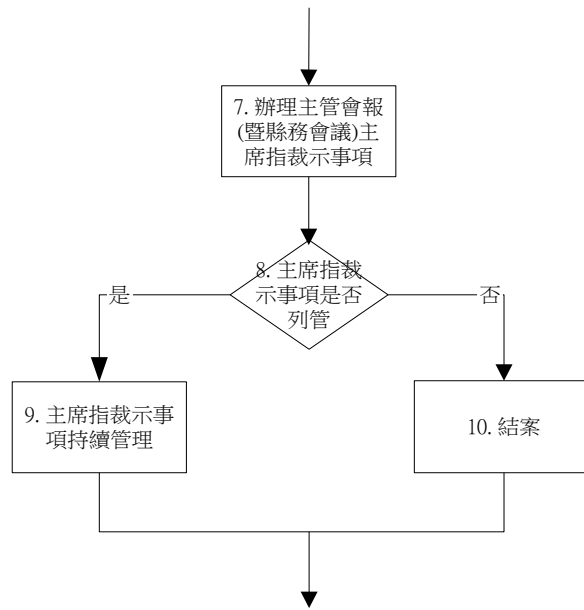 7. 辦理主管會報
(暨縣務會議)主
席指裁示事項
8. 主席指裁
示事項是否
列管
是
否
9. 主席指裁示事
項持續管理
10. 結案